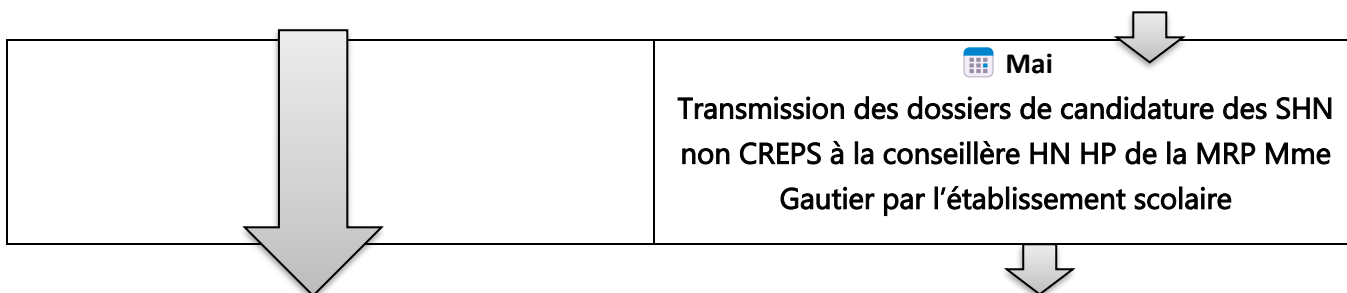 Mai
Transmission des dossiers de candidature des SHN
non CREPS à la conseillère HN HP de la MRP Mme
Gautier par l’établissement scolaire